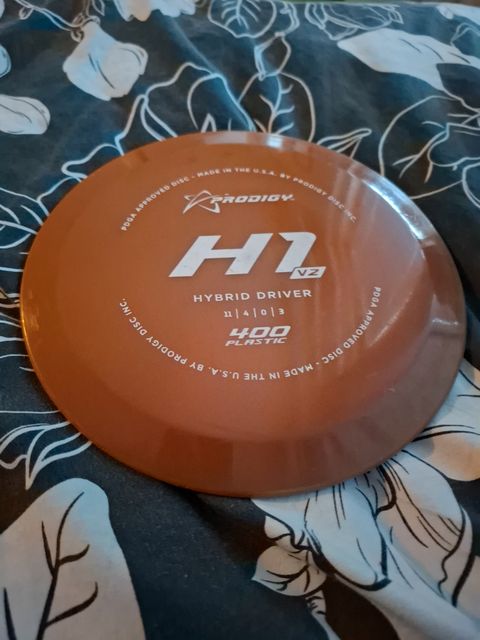 PDGA APPROVED DISC - MADE IN THE U.S.A. BY PRODIGY DISC INC.
PRODIGY
H1 V2
HYBRID DRIVER
11 | 4 | 0 | 3
400
PLASTIC
PDGA APPROVED DISC - MADE IN THE U.S.A. BY PRODIGY DISC INC.